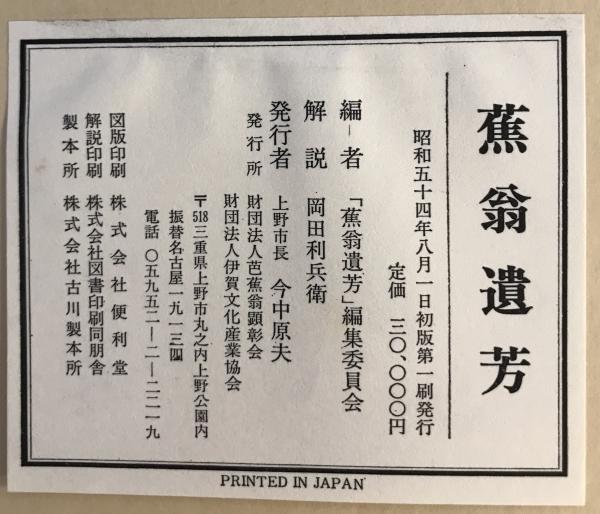 蕉翁遺芳
昭和五十四年八月一日初版第一刷発行
定価 三〇、〇〇〇円
編者 「蕉翁遺芳」編集委員会
解説 岡田利兵衛
発行者 上野市長 今中原夫
発行所 財団法人芭蕉翁顕彰会
財団法人伊賀文化産業協会
〒518三重県上野市丸之内上野公園内
振替名古屋一九一三四
電話 〇五九五二―二―二二一九
図版印刷 株式会社便利堂
解説印刷 株式会社図書印刷同朋舎
製本所 株式会社古川製本所
PRINTED IN JAPAN